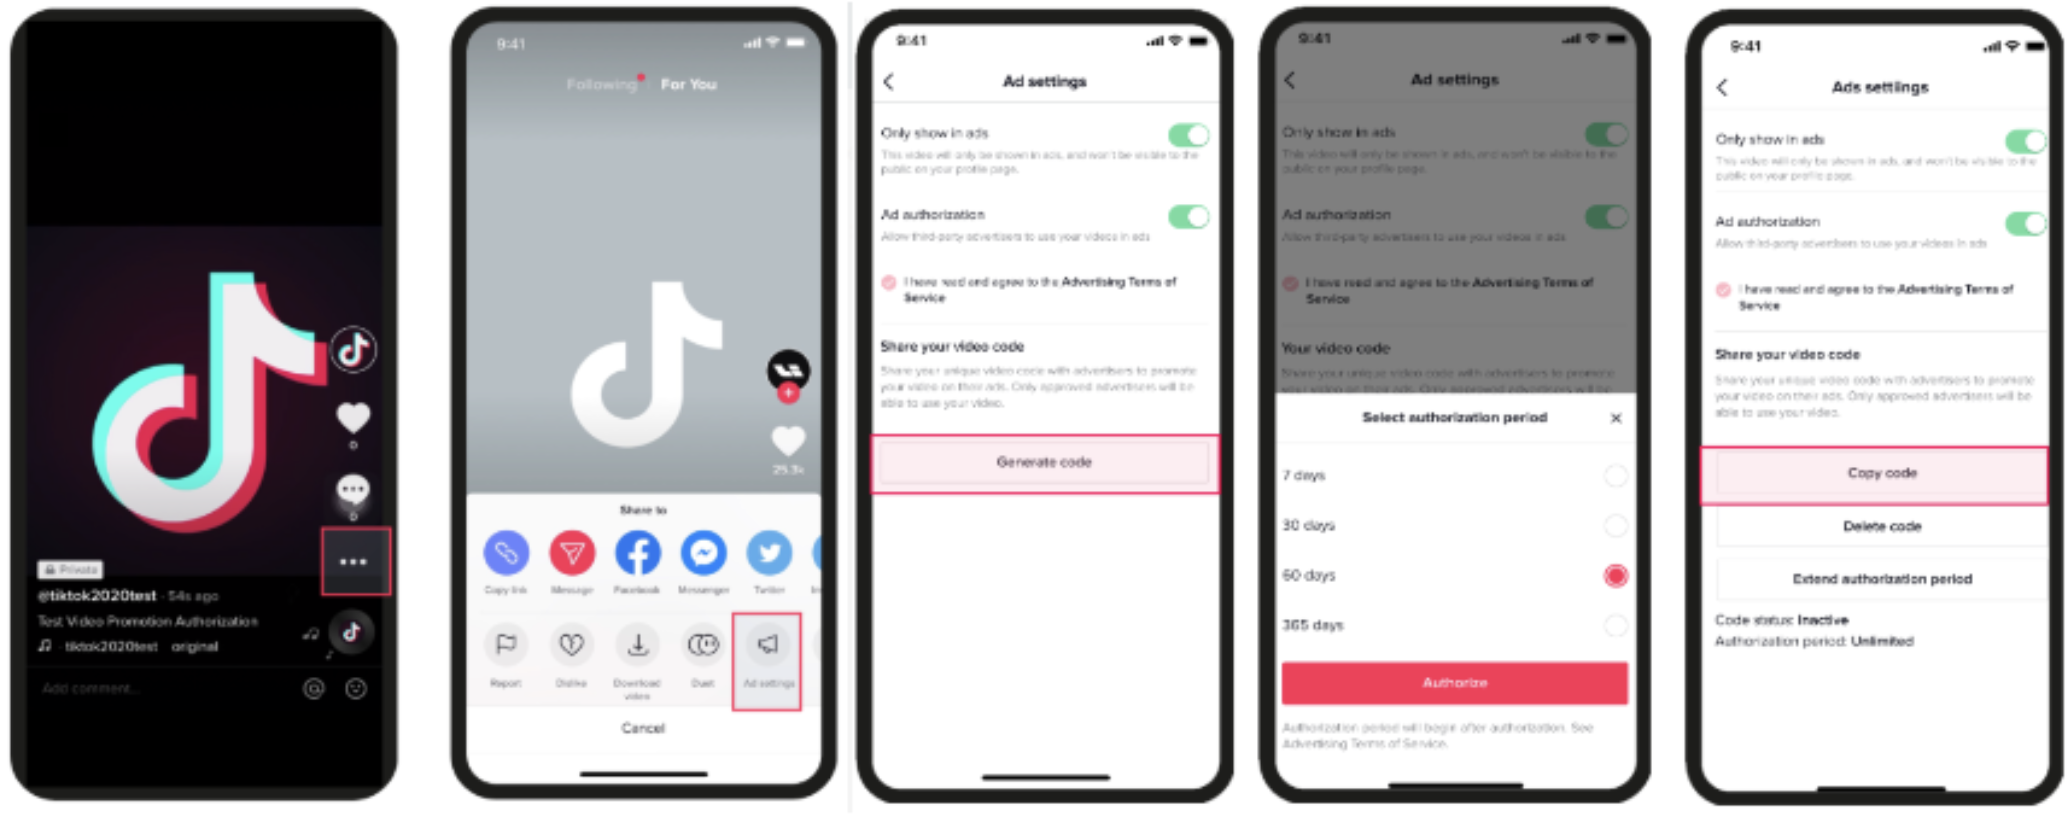 Private
@tiktok2020test · 54s ago
Test Video Promotion Authorization
tiktok2020test original
Add comment...
0
0
9:41
Following For You
25.3k
Share to
Copy link Message Facebook Messenger Twitter
Report Dislike Download video Duet Ad settings
Cancel
9:41
Ad settings
Only show in ads
This video will only be shown in ads, and won't be visible to the
public on your profile page.
Ad authorization
Allow third-party advertisers to use your videos in ads
I have read and agree to the Advertising Terms of
Service
Share your video code
Share your unique video code with advertisers to promote
your video on their ads. Only approved advertisers will be
able to use your video.
Generate code
9:41
Ad settings
Only show in ads
This video will only be shown in ads, and won't be visible to the
public on your profile page.
Ad authorization
Allow third-party advertisers to use your videos in ads
I have read and agree to the Advertising Terms of
Service
Your video code
Share your unique video code with advertisers to promote
your video on their ads. Only approved advertisers will be
Select authorization period
7 days
30 days
60 days
365 days
Authorize
Authorization period will begin after authorization. See
Advertising Terms of Service.
9:41
Ads settings
Only show in ads
This video will only be shown in ads, and won't be visible to the
public on your profile page.
Ad authorization
Allow third-party advertisers to use your videos in ads
I have read and agree to the Advertising Terms of
Service
Share your video code
Share your unique video code with advertisers to promote
your video on their ads. Only approved advertisers will be
able to use your video.
Copy code
Delete code
Extend authorization period
Code status: Inactive
Authorization period: Unlimited